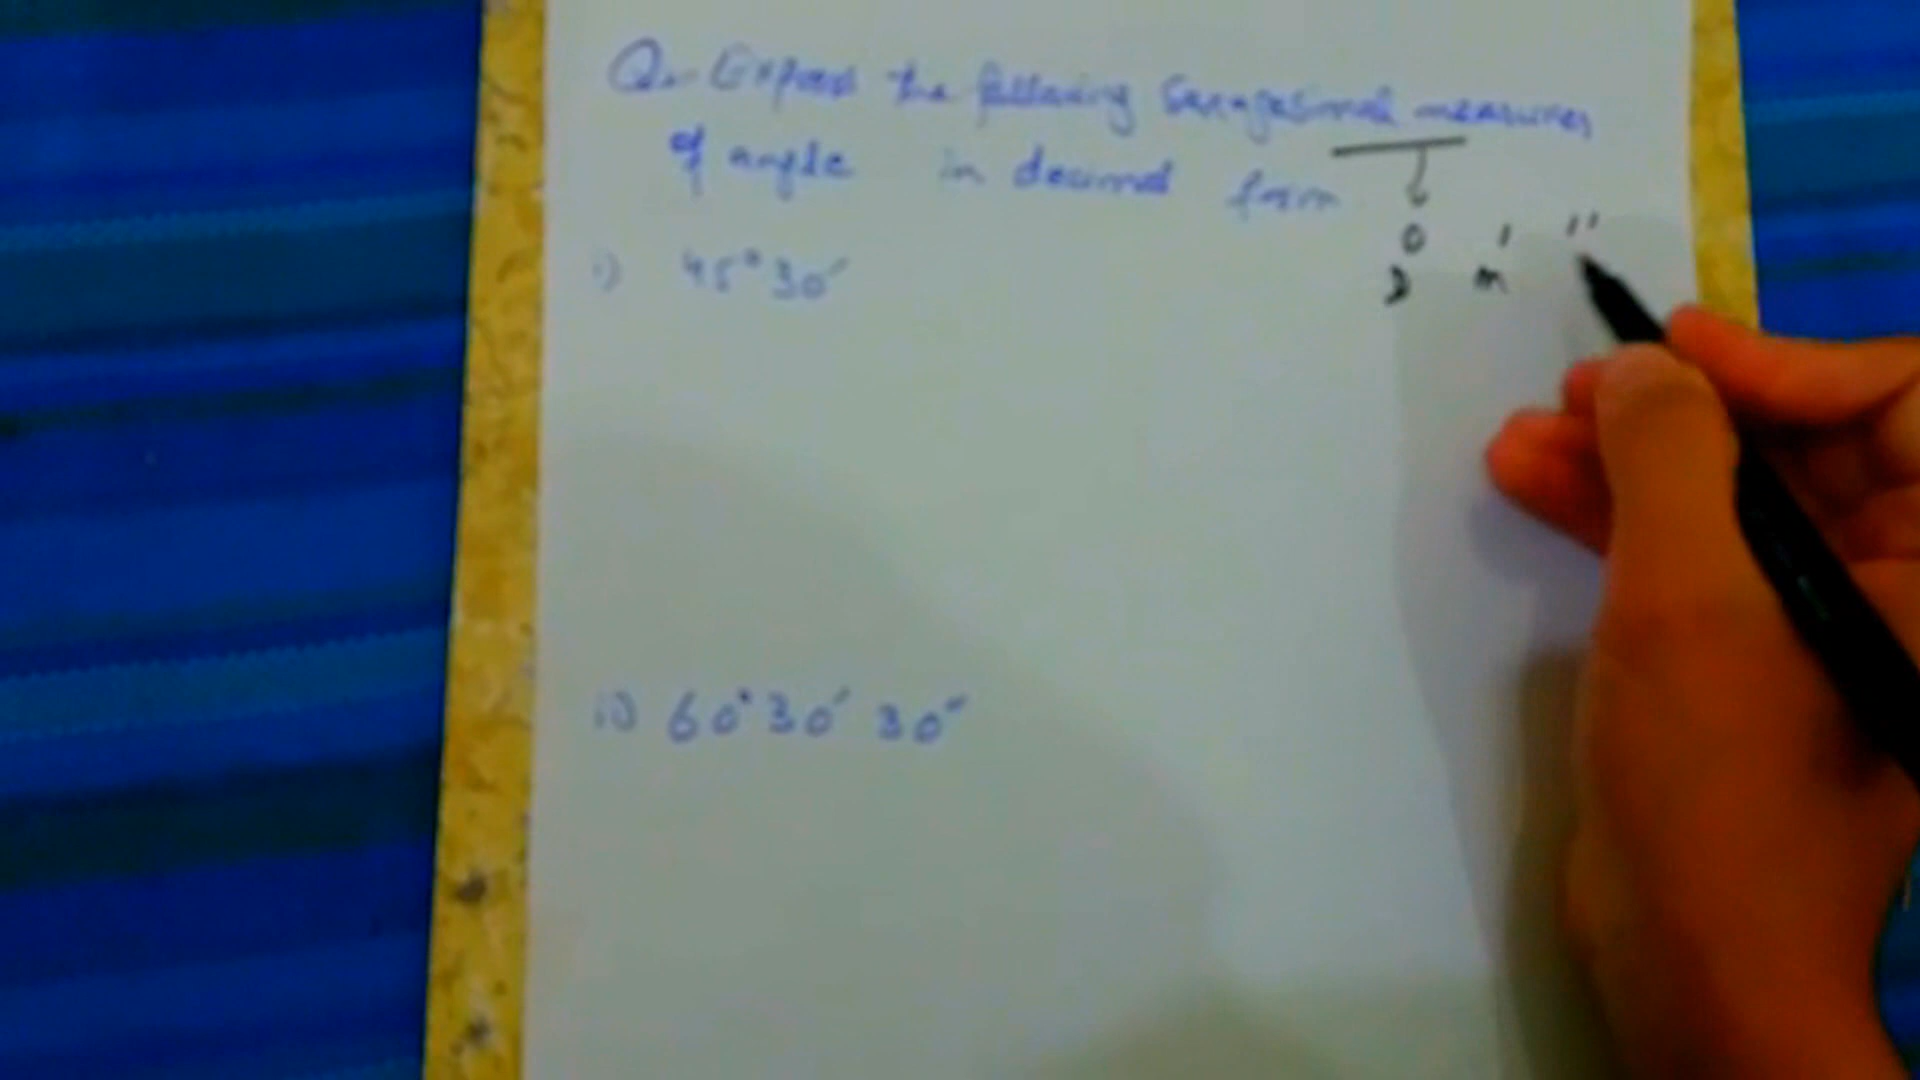 Q:- Express the following Sexagesimal measures
of angle in decimal form
° ' ''
D M
i) 45° 30'
ii) 60° 30' 30"